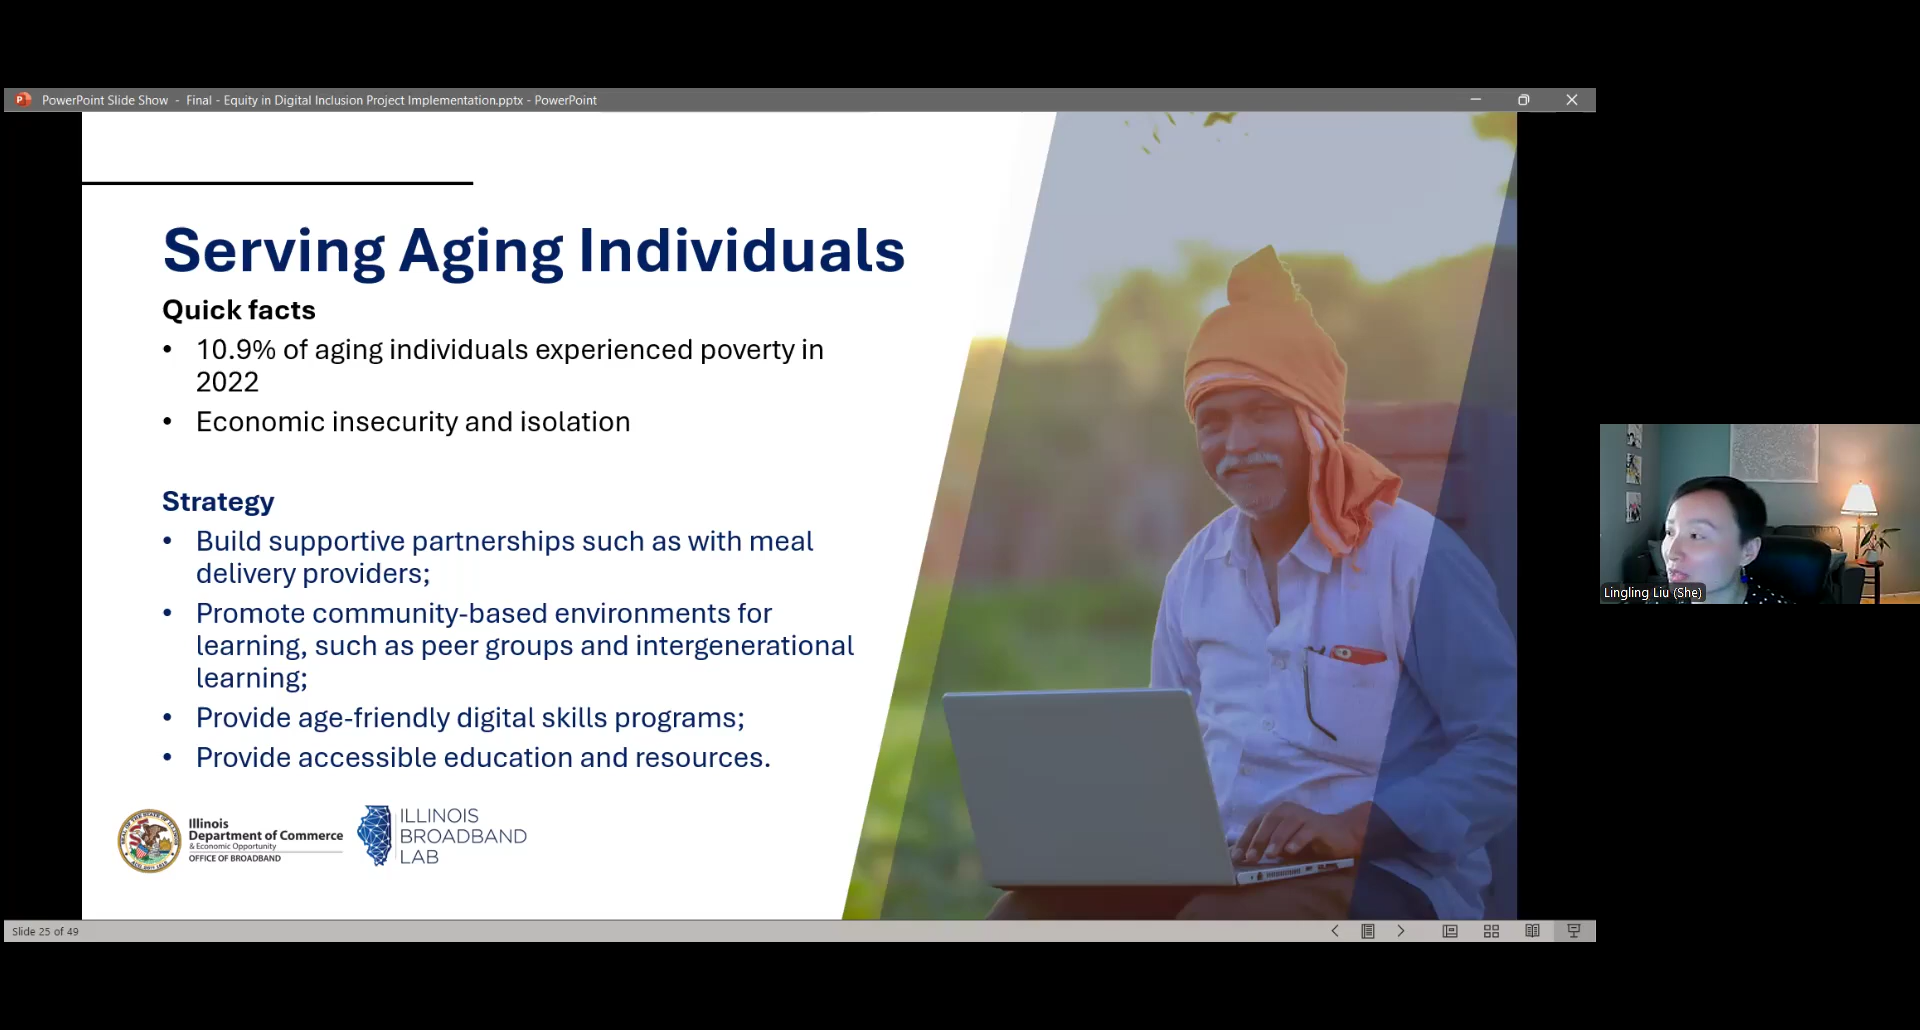 PowerPoint Slide Show - Final - Equity in Digital Inclusion Project Implementation.pptx - PowerPoint
Serving Aging Individuals
Quick facts
• 10.9% of aging individuals experienced poverty in
2022
• Economic insecurity and isolation
Strategy
• Build supportive partnerships such as with meal
delivery providers;
• Promote community-based environments for
learning, such as peer groups and intergenerational
learning;
• Provide age-friendly digital skills programs;
• Provide accessible education and resources.
Illinois
Department of Commerce
& Economic Opportunity
OFFICE OF BROADBAND
ILLINOIS
BROADBAND
LAB
Lingling Liu (She)
Slide 25 of 49